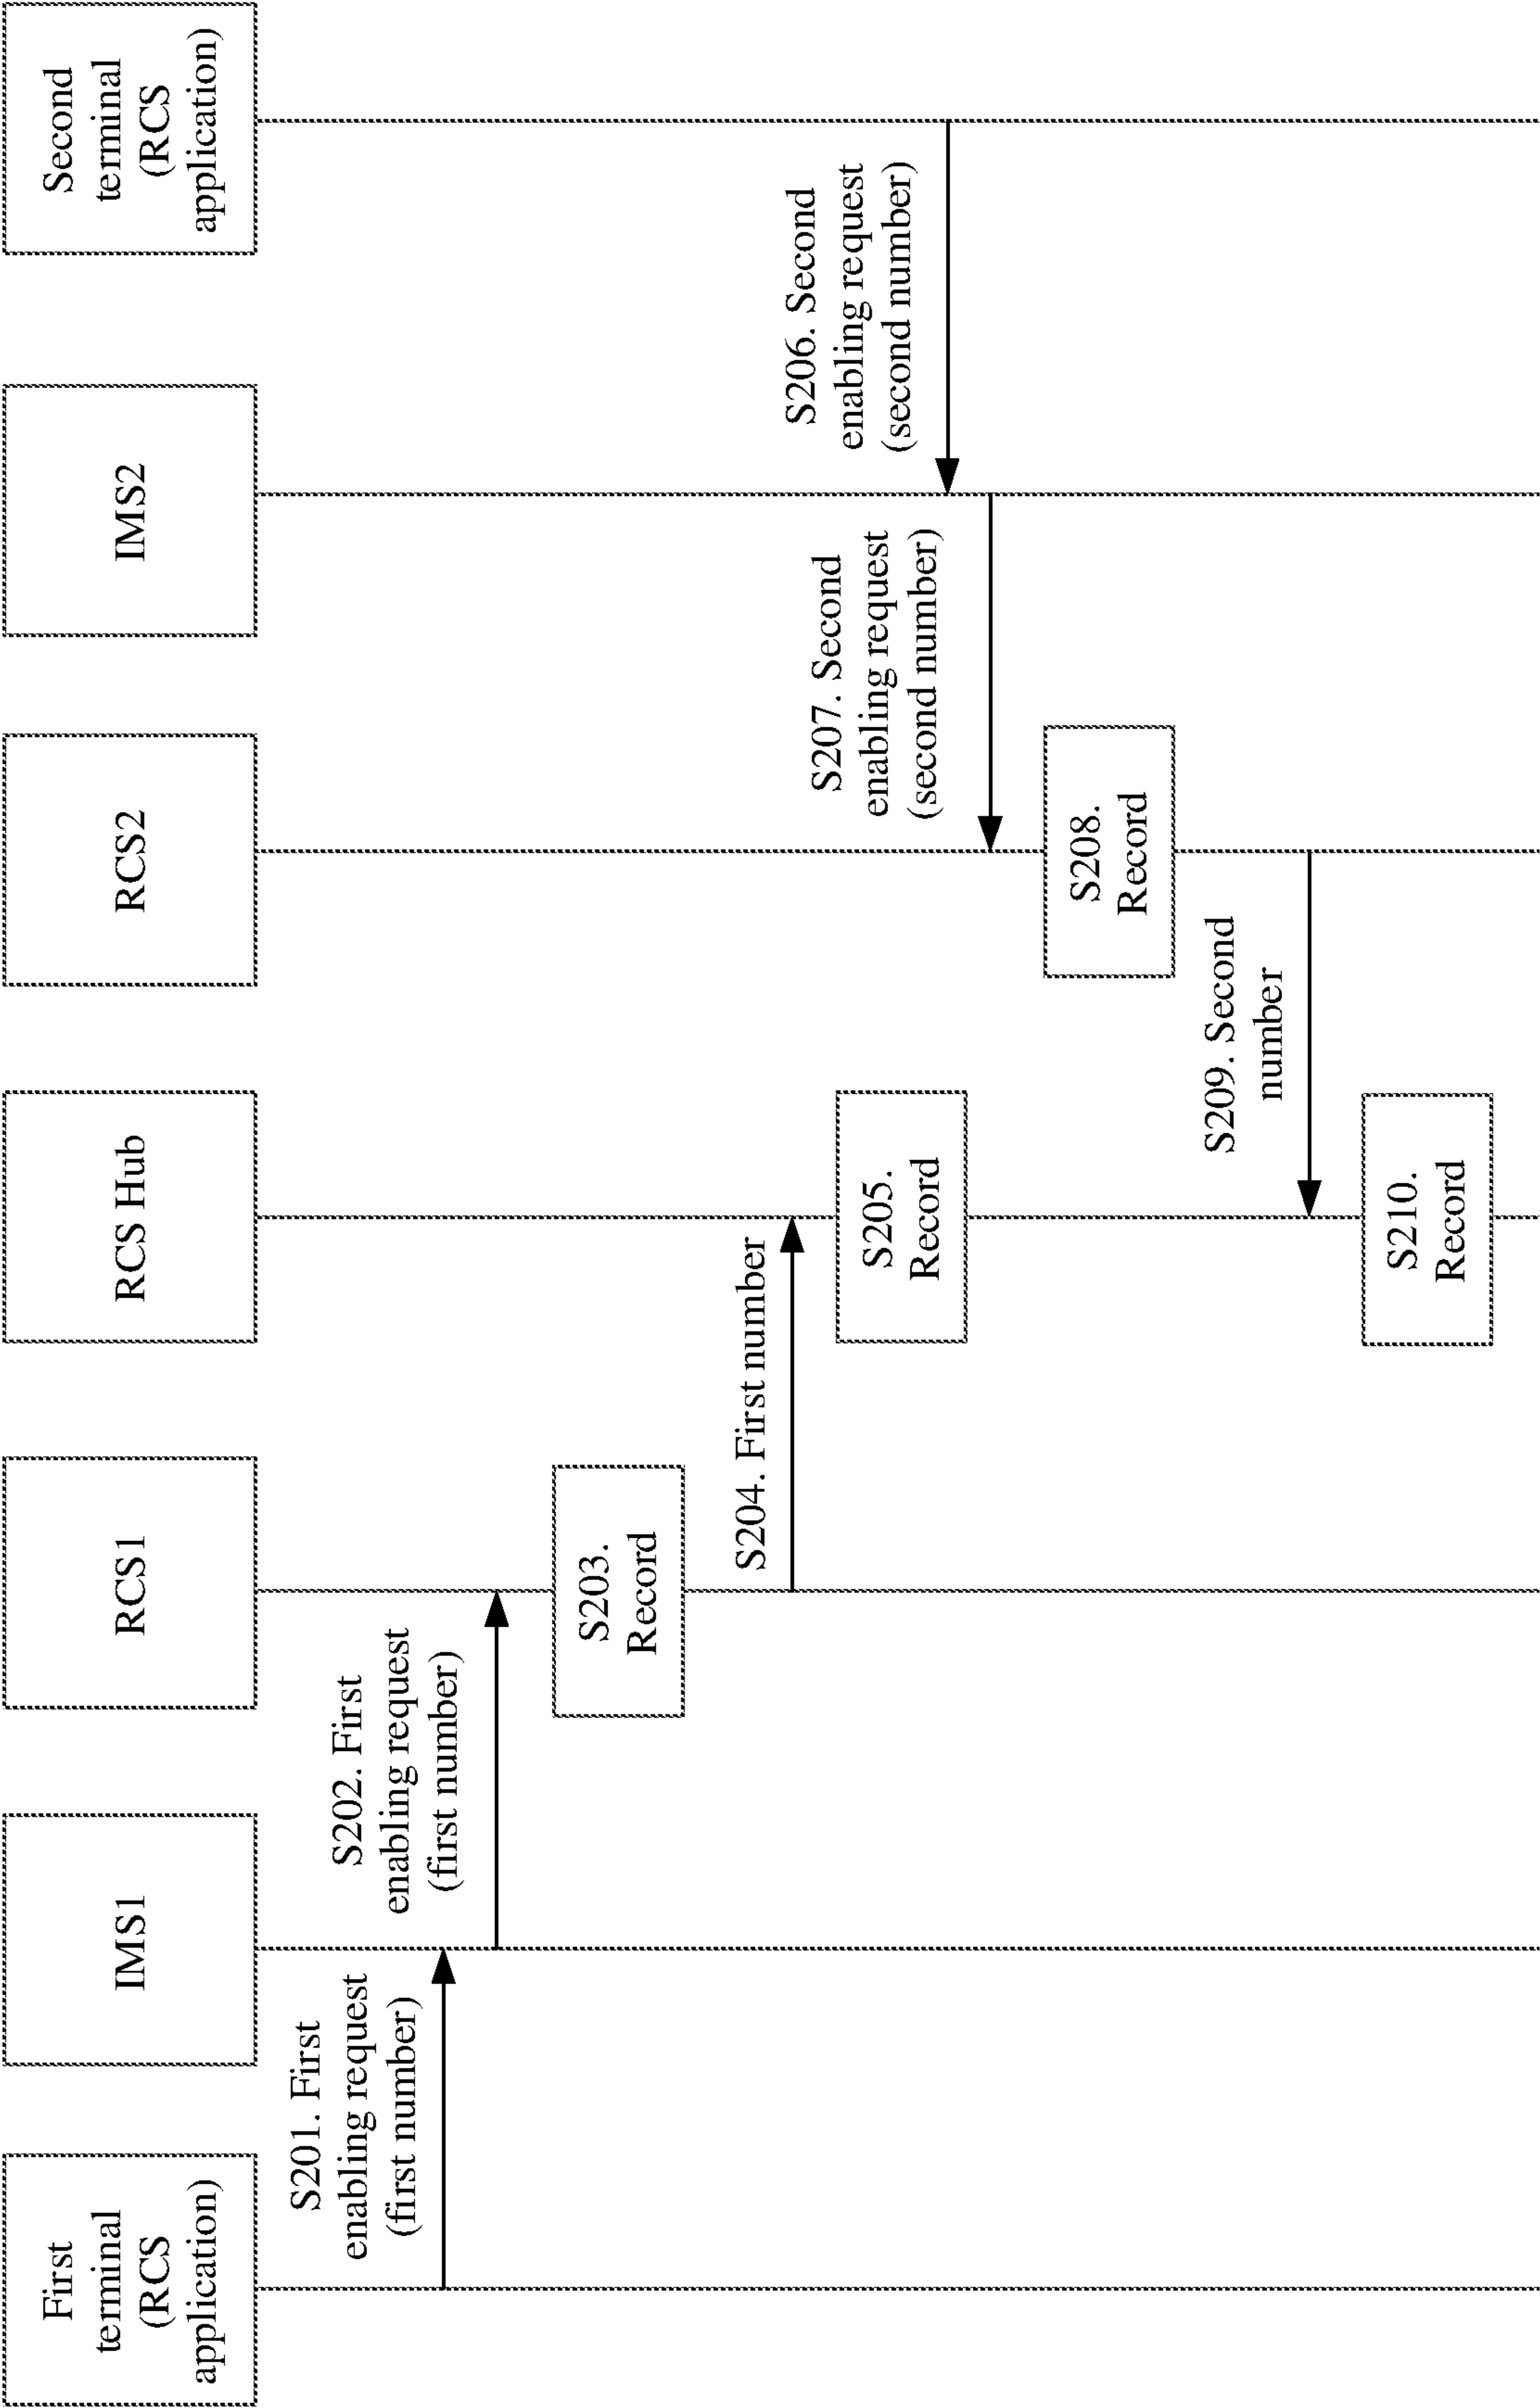 First
terminal
(RCS
application)
IMS1
RCS1
RCS Hub
RCS2
IMS2
Second
terminal
(RCS
application)
S201. First
enabling request
(first number)
S202. First
enabling request
(first number)
S203.
Record
S204. First number
S205.
Record
S206. Second
enabling request
(second number)
S207. Second
enabling request
(second number)
S208.
Record
S209. Second
number
S210.
Record